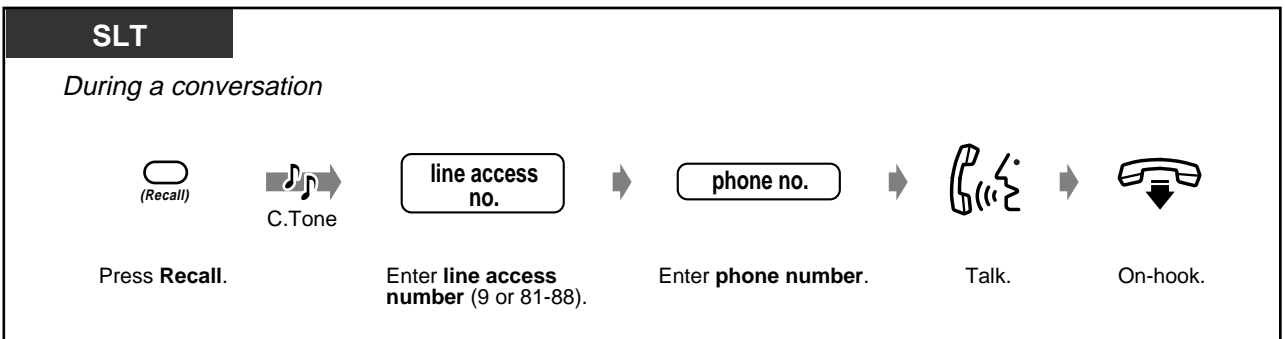 SLT
During a conversation
(Recall)
C.Tone
line access
no.
phone no.
Press Recall.
Enter line access
number (9 or 81-88).
Enter phone number.
Talk.
On-hook.